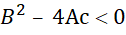 B² − 4Ac < 0